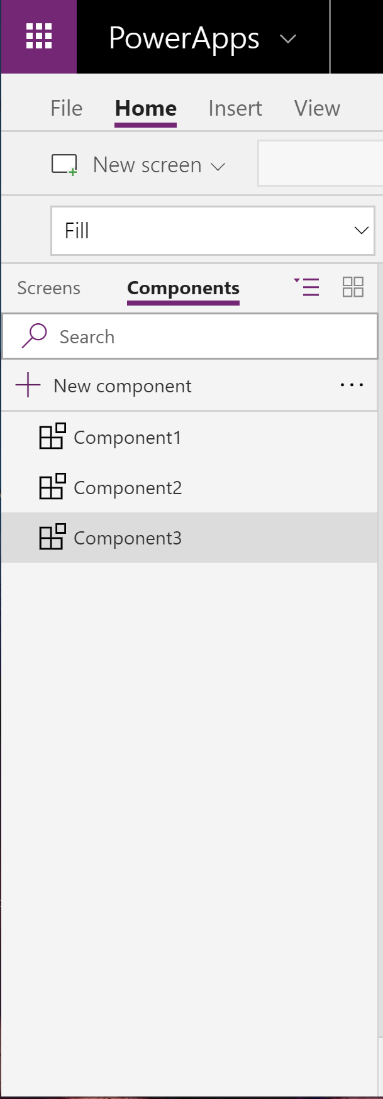 PowerApps
File Home Insert View
New screen
Fill
Screens Components
Search
New component
Component1
Component2
Component3